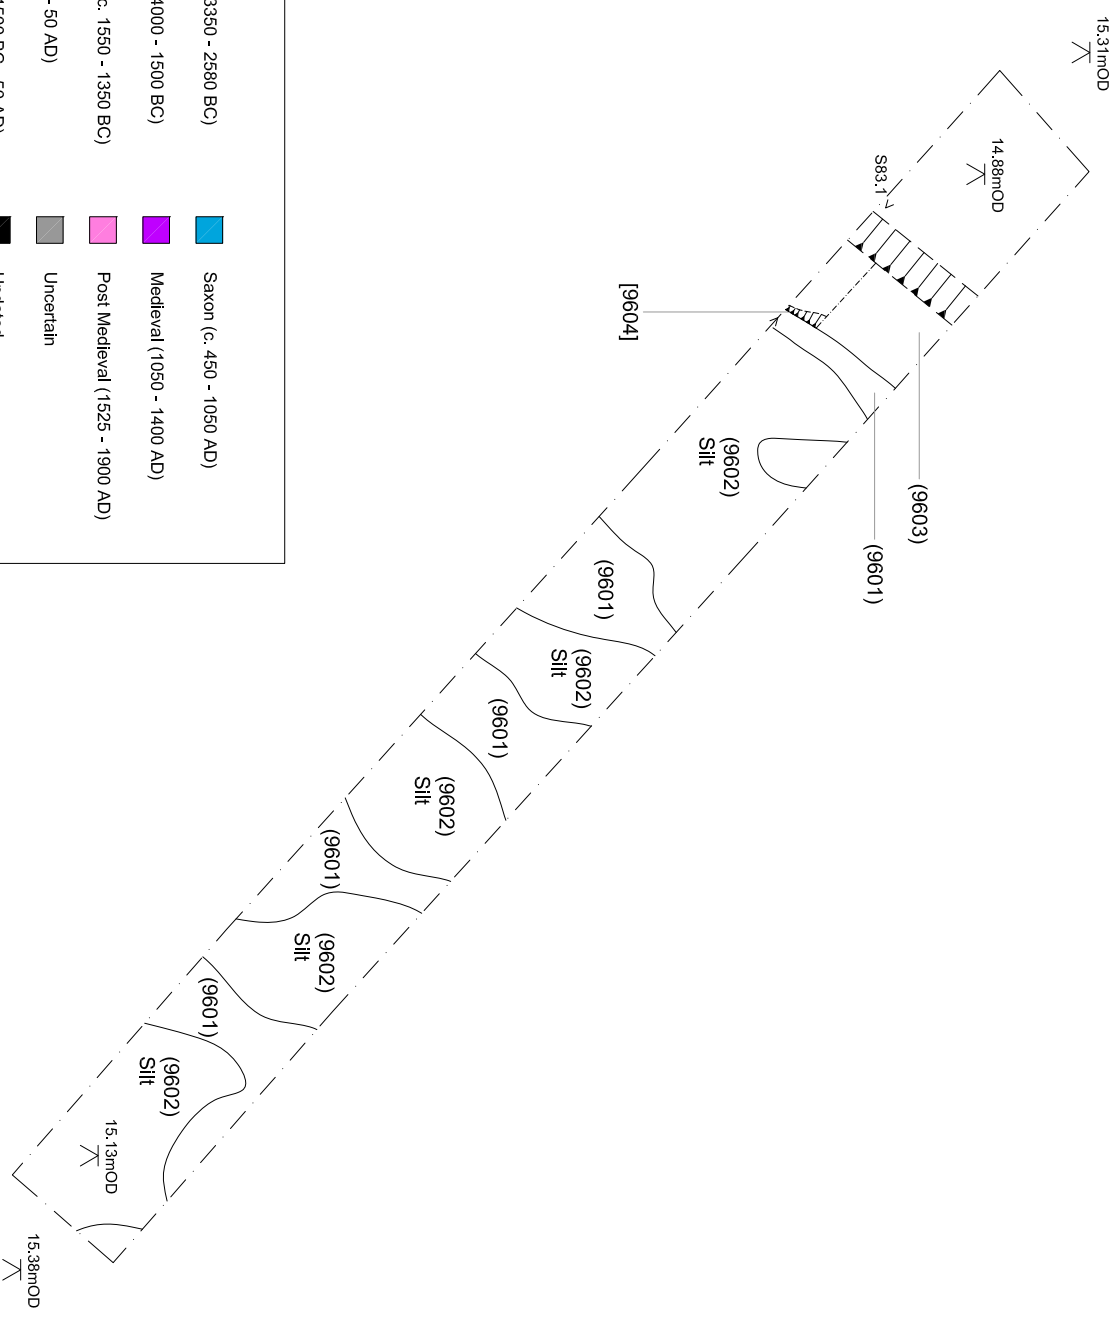 15.31mOD
14.88mOD
S83.1
[9604]
(9603)
(9601)
(9602)
Silt
(9601)
(9602)
Silt
(9601)
(9602)
Silt
(9601)
(9602)
Silt
(9601)
(9602)
Silt
15.13mOD
15.38mOD
3350 - 2580 BC)
4000 - 1500 BC)
c. 1550 - 1350 BC)
- 50 AD)
Saxon (c. 450 - 1050 AD)
Medieval (1050 - 1400 AD)
Post Medieval (1525 - 1900 AD)
Uncertain